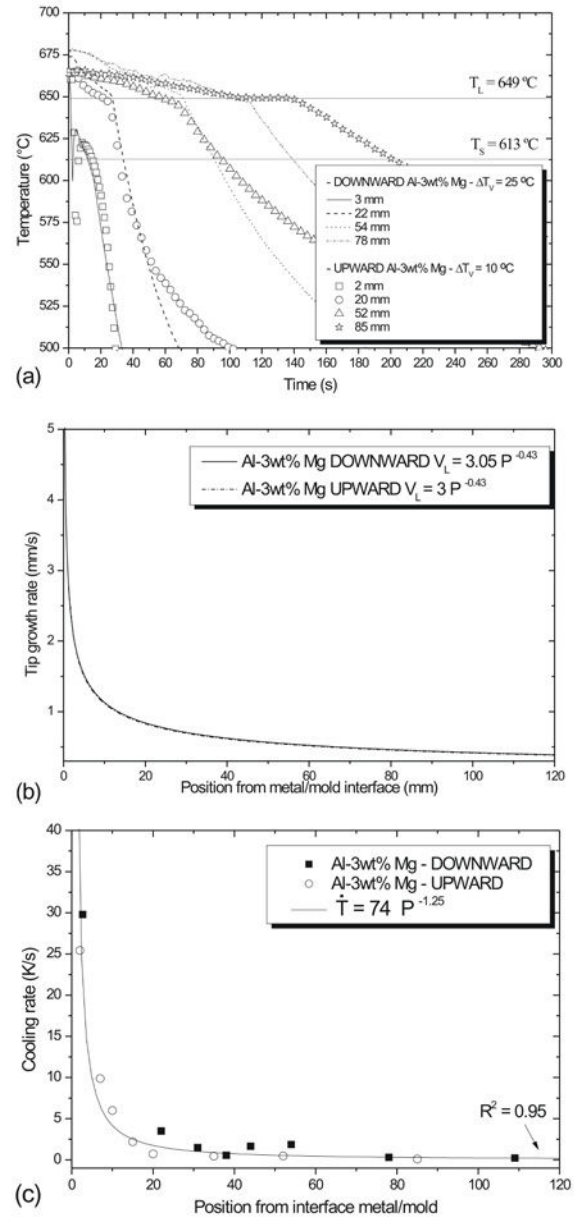 700
675
650
625
600
575
550
525
500
Temperature (°C)
T_L = 649 ºC
T_S = 613 ºC
- DOWNWARD Al-3wt% Mg - ΔT_V = 25 ºC
3 mm
22 mm
54 mm
78 mm
- UPWARD Al-3wt% Mg - ΔT_V = 10 ºC
2 mm
20 mm
52 mm
85 mm
0 20 40 60 80 100 120 140 160 180 200 220 240 260 280 300
Time (s)
(a)
5
4
3
2
1
Tip growth rate (mm/s)
Al-3wt% Mg DOWNWARD V_L = 3.05 P^-0.43
Al-3wt% Mg UPWARD V_L = 3 P^-0.43
0 20 40 60 80 100 120
Position from metal/mold interface (mm)
(b)
40
35
30
25
20
15
10
5
0
Cooling rate (K/s)
Al-3wt% Mg - DOWNWARD
Al-3wt% Mg - UPWARD
Ṫ = 74 P^-1.25
R² = 0.95
0 20 40 60 80 100 120
Position from interface metal/mold
(c)